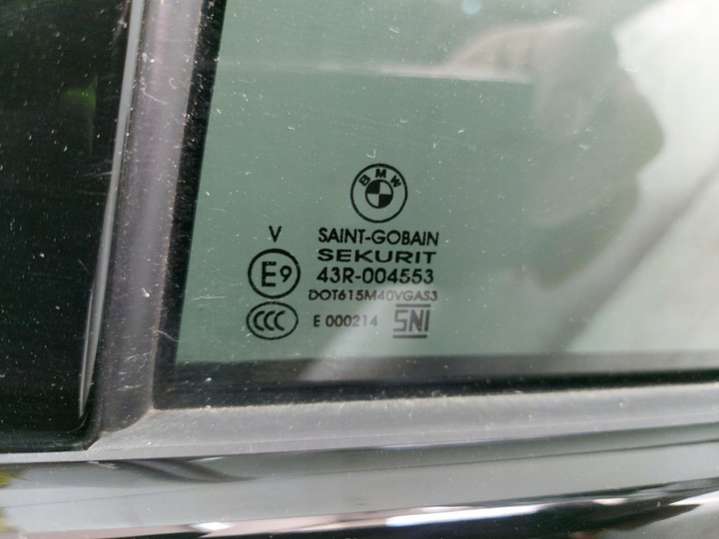 BMW
V SAINT-GOBAIN
SEKURIT
E9 43R-004553
DOT615M40VGAS3
CCC E 000214 SNI